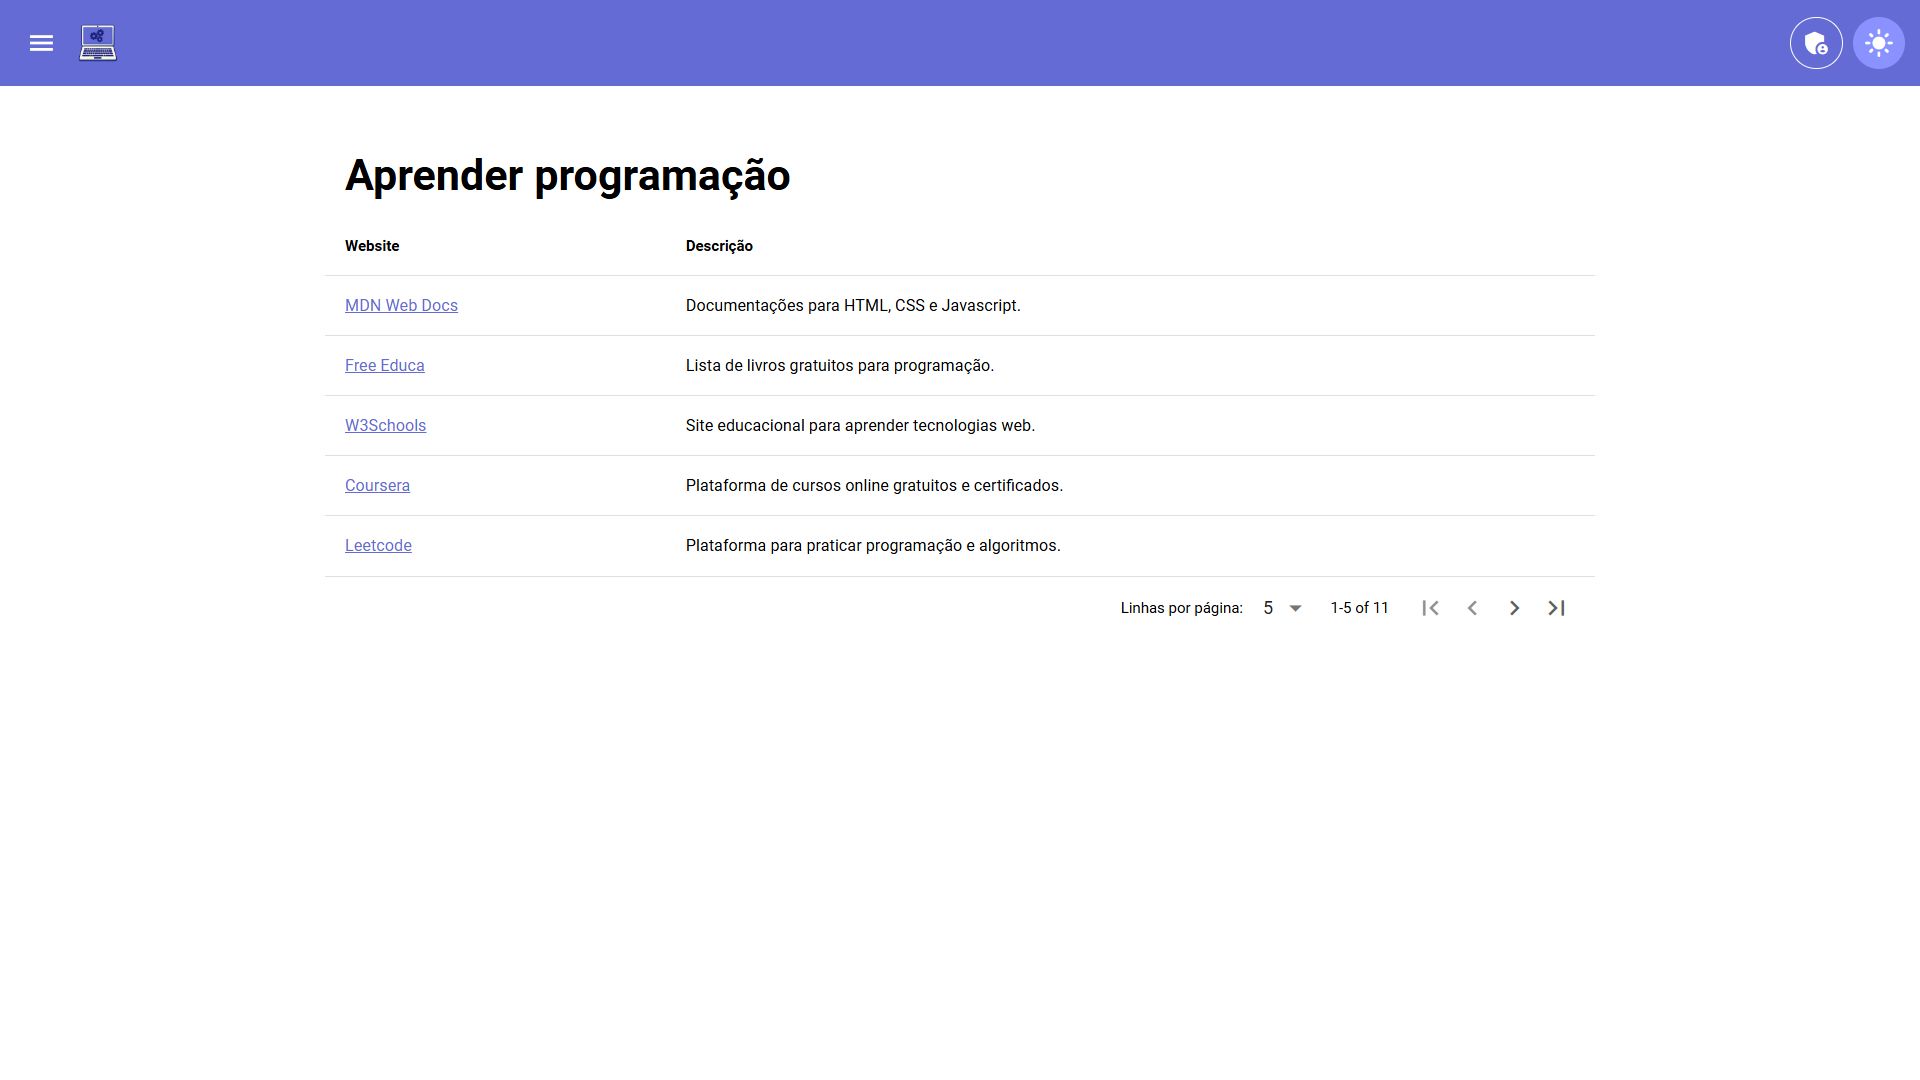 Aprender programação
Website Descrição
MDN Web Docs Documentações para HTML, CSS e Javascript.
Free Educa Lista de livros gratuitos para programação.
W3Schools Site educacional para aprender tecnologias web.
Coursera Plataforma de cursos online gratuitos e certificados.
Leetcode Plataforma para praticar programação e algoritmos.
Linhas por página: 5 1-5 of 11